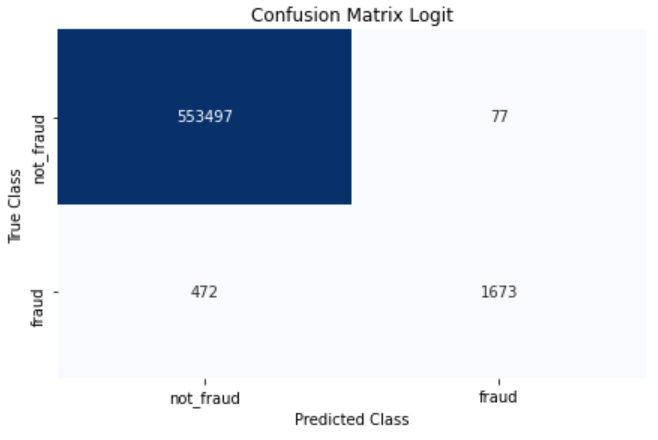 Confusion Matrix Logit
True Class
not_fraud
553497 77
fraud
472 1673
not_fraud fraud
Predicted Class